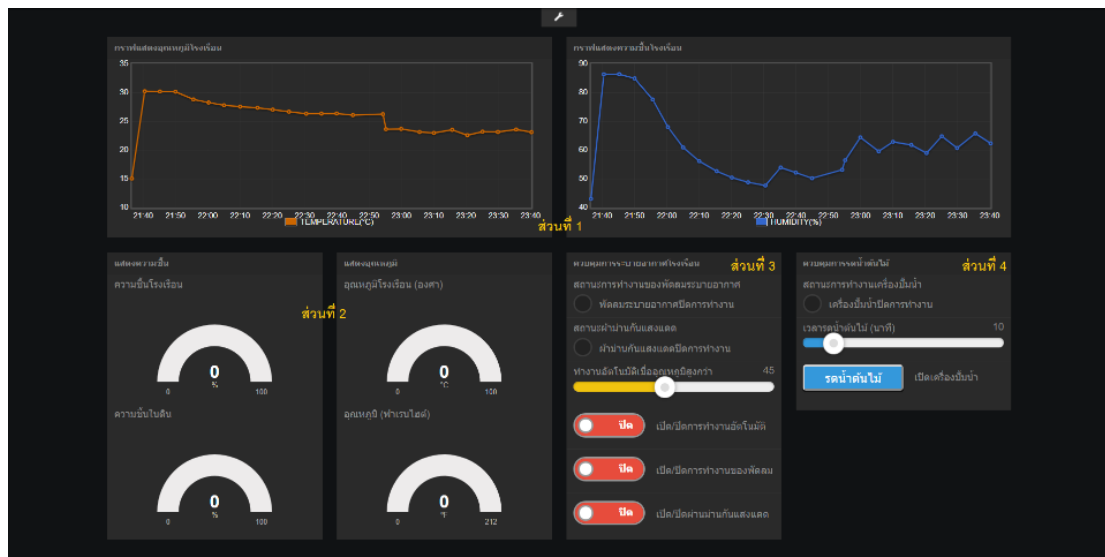 กราฟแสดงอุณหภูมิโรงเรือน
35
30
25
20
15
10
21:40 21:50 22:00 22:10 22:20 22:30 22:40 22:50 23:00 23:10 23:20 23:30 23:40
TEMPERATURE(°C)
กราฟแสดงความชื้นโรงเรือน
90
80
70
60
50
40
21:40 21:50 22:00 22:10 22:20 22:30 22:40 22:50 23:00 23:10 23:20 23:30 23:40
HUMIDITY(%)
ส่วนที่ 1
แสดงความชื้น
ความชื้นโรงเรือน
0
%
0 100
ความชื้นในดิน
0
%
0 100
ส่วนที่ 2
แสดงอุณหภูมิ
อุณหภูมิโรงเรือน (องศา)
0
°C
0 100
อุณหภูมิ (ฟาเรนไฮต์)
0
°F
0 212
ควบคุมการระบายอากาศโรงเรือน
ส่วนที่ 3
สถานะการทำงานของพัดลมระบายอากาศ
พัดลมระบายอากาศปิดการทำงาน
สถานะผ้าม่านกันแสงแดด
ผ้าม่านกันแสงแดดปิดการทำงาน
ทำงานอัตโนมัติเมื่ออุณหภูมิสูงกว่า 45
ปิด เปิด/ปิดการทำงานอัตโนมัติ
ปิด เปิด/ปิดการทำงานของพัดลม
ปิด เปิด/ปิดผ่านม่านกันแสงแดด
ควบคุมการรดน้ำต้นไม้
ส่วนที่ 4
สถานะการทำงานเครื่องปั๊มน้ำ
เครื่องปั๊มน้ำปิดการทำงาน
เวลารดน้ำต้นไม้ (นาที) 10
รดน้ำต้นไม้ เปิดเครื่องปั๊มน้ำ